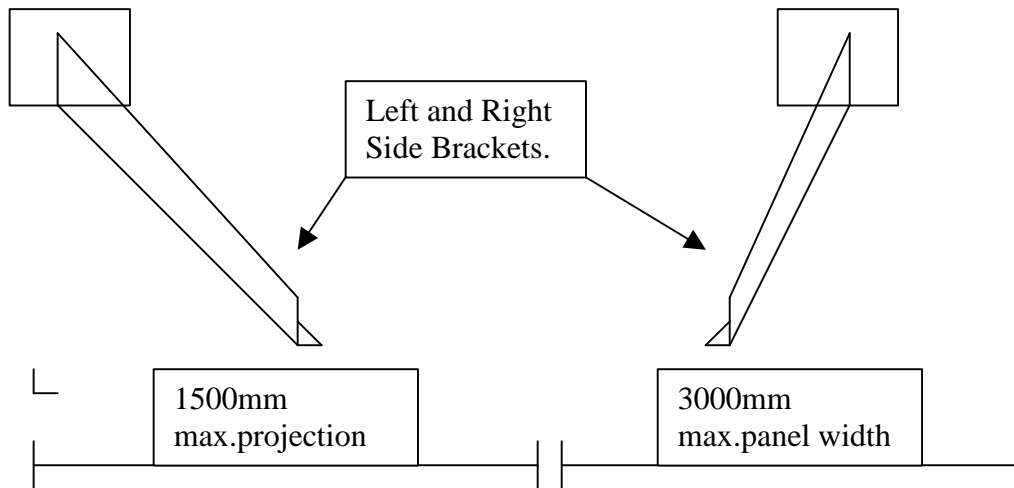 Left and Right
Side Brackets.
1500mm
max.projection
3000mm
max.panel width